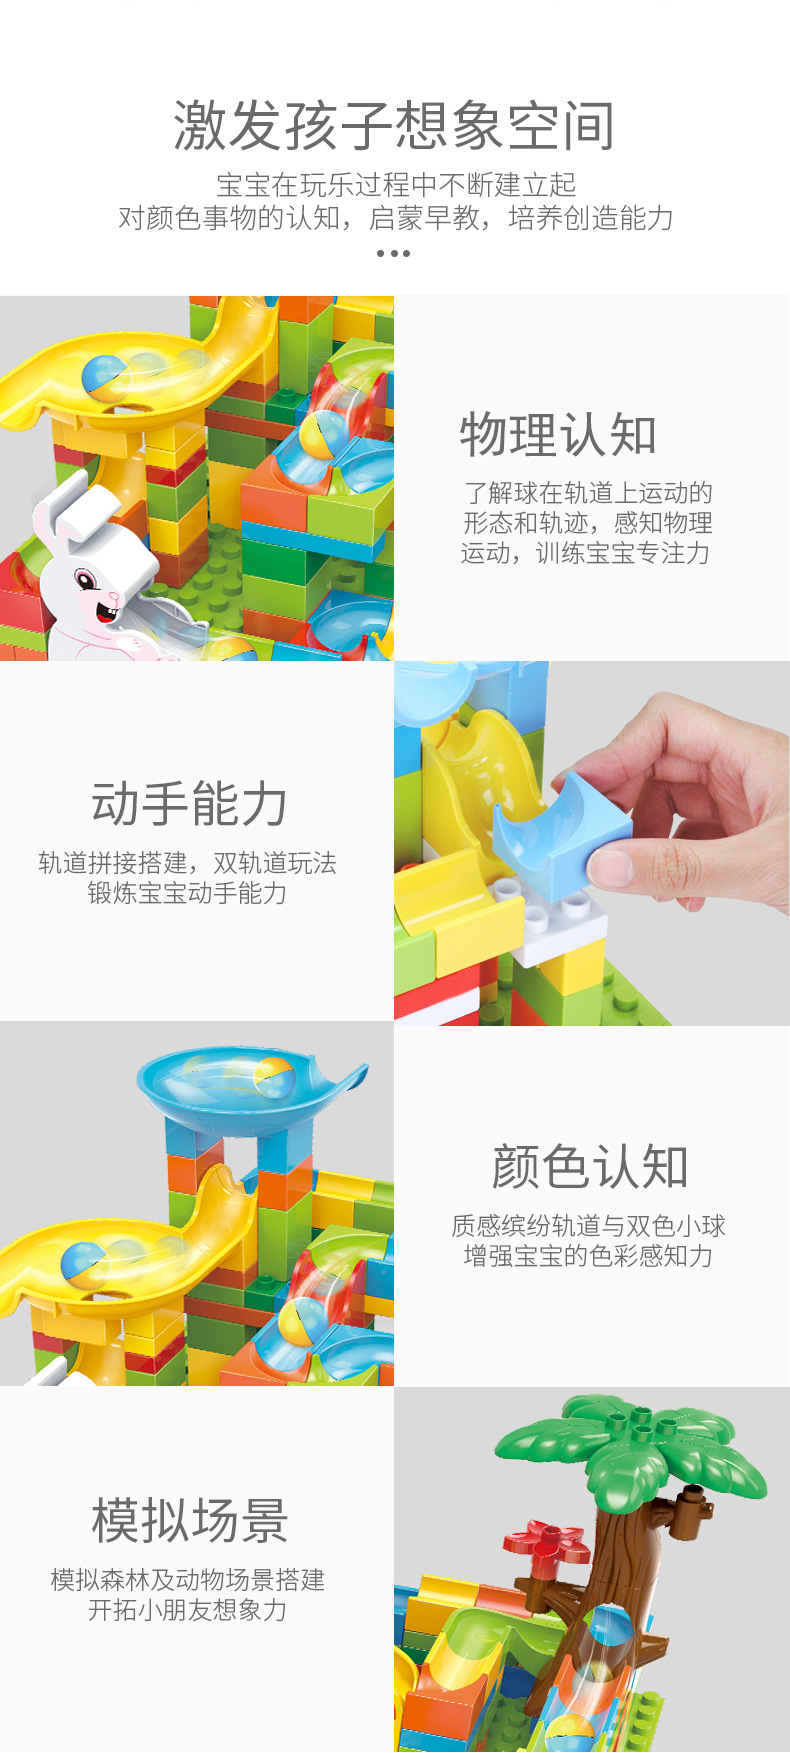 激发孩子想象空间
宝宝在玩乐过程中不断建立起
对颜色事物的认知，启蒙早教，培养创造能力
物理认知
了解球在轨道上运动的
形态和轨迹，感知物理
运动，训练宝宝专注力
动手能力
轨道拼接搭建，双轨道玩法
锻炼宝宝动手能力
颜色认知
质感缤纷轨道与双色小球
增强宝宝的色彩感知力
模拟场景
模拟森林及动物场景搭建
开拓小朋友想象力